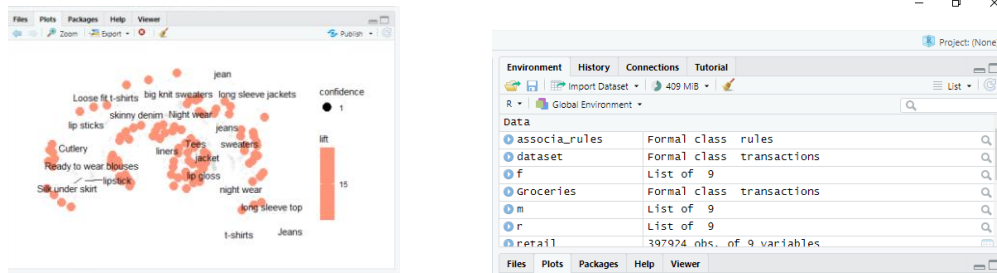 Files Plots Packages Help Viewer
Zoom Export Publish
jean
Loose fit t-shirts big knit sweaters long sleeve jackets
skinny denim Night wear
lip sticks jeans
Cutlery liners Tees sweaters
jacket
Ready to wear blouses
lipstick lip gloss
Silk under skirt night wear
long sleeve top
t-shirts Jeans
confidence
1
lift
15
Project: (None
Environment History Connections Tutorial
Import Dataset 409 MiB List
R Global Environment
Data
associa_rules Formal class rules
dataset Formal class transactions
f List of 9
Groceries Formal class transactions
m List of 9
r List of 9
retail 397924 obs. of 9 variables
Files Plots Packages Help Viewer